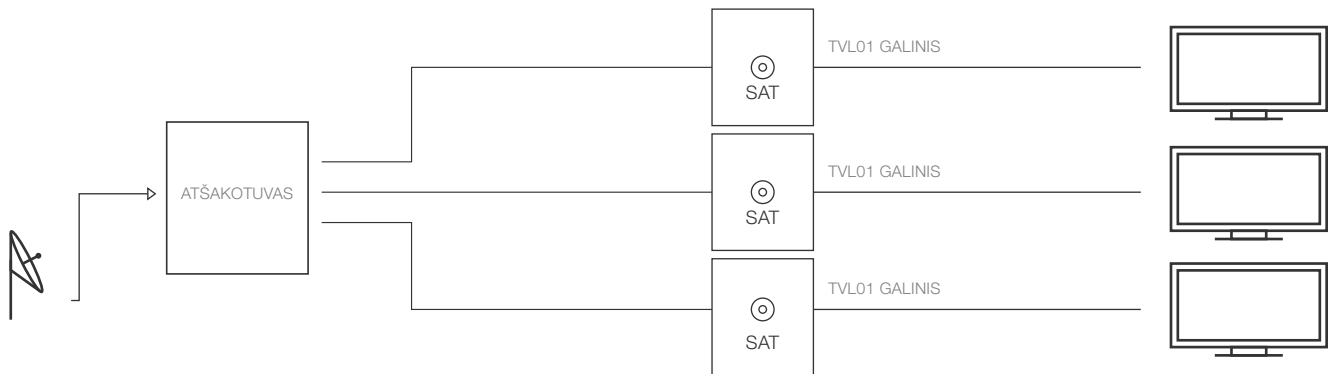 TVL01 GALINIS
SAT
ATŠAKOTUVAS
TVL01 GALINIS
SAT
TVL01 GALINIS
SAT